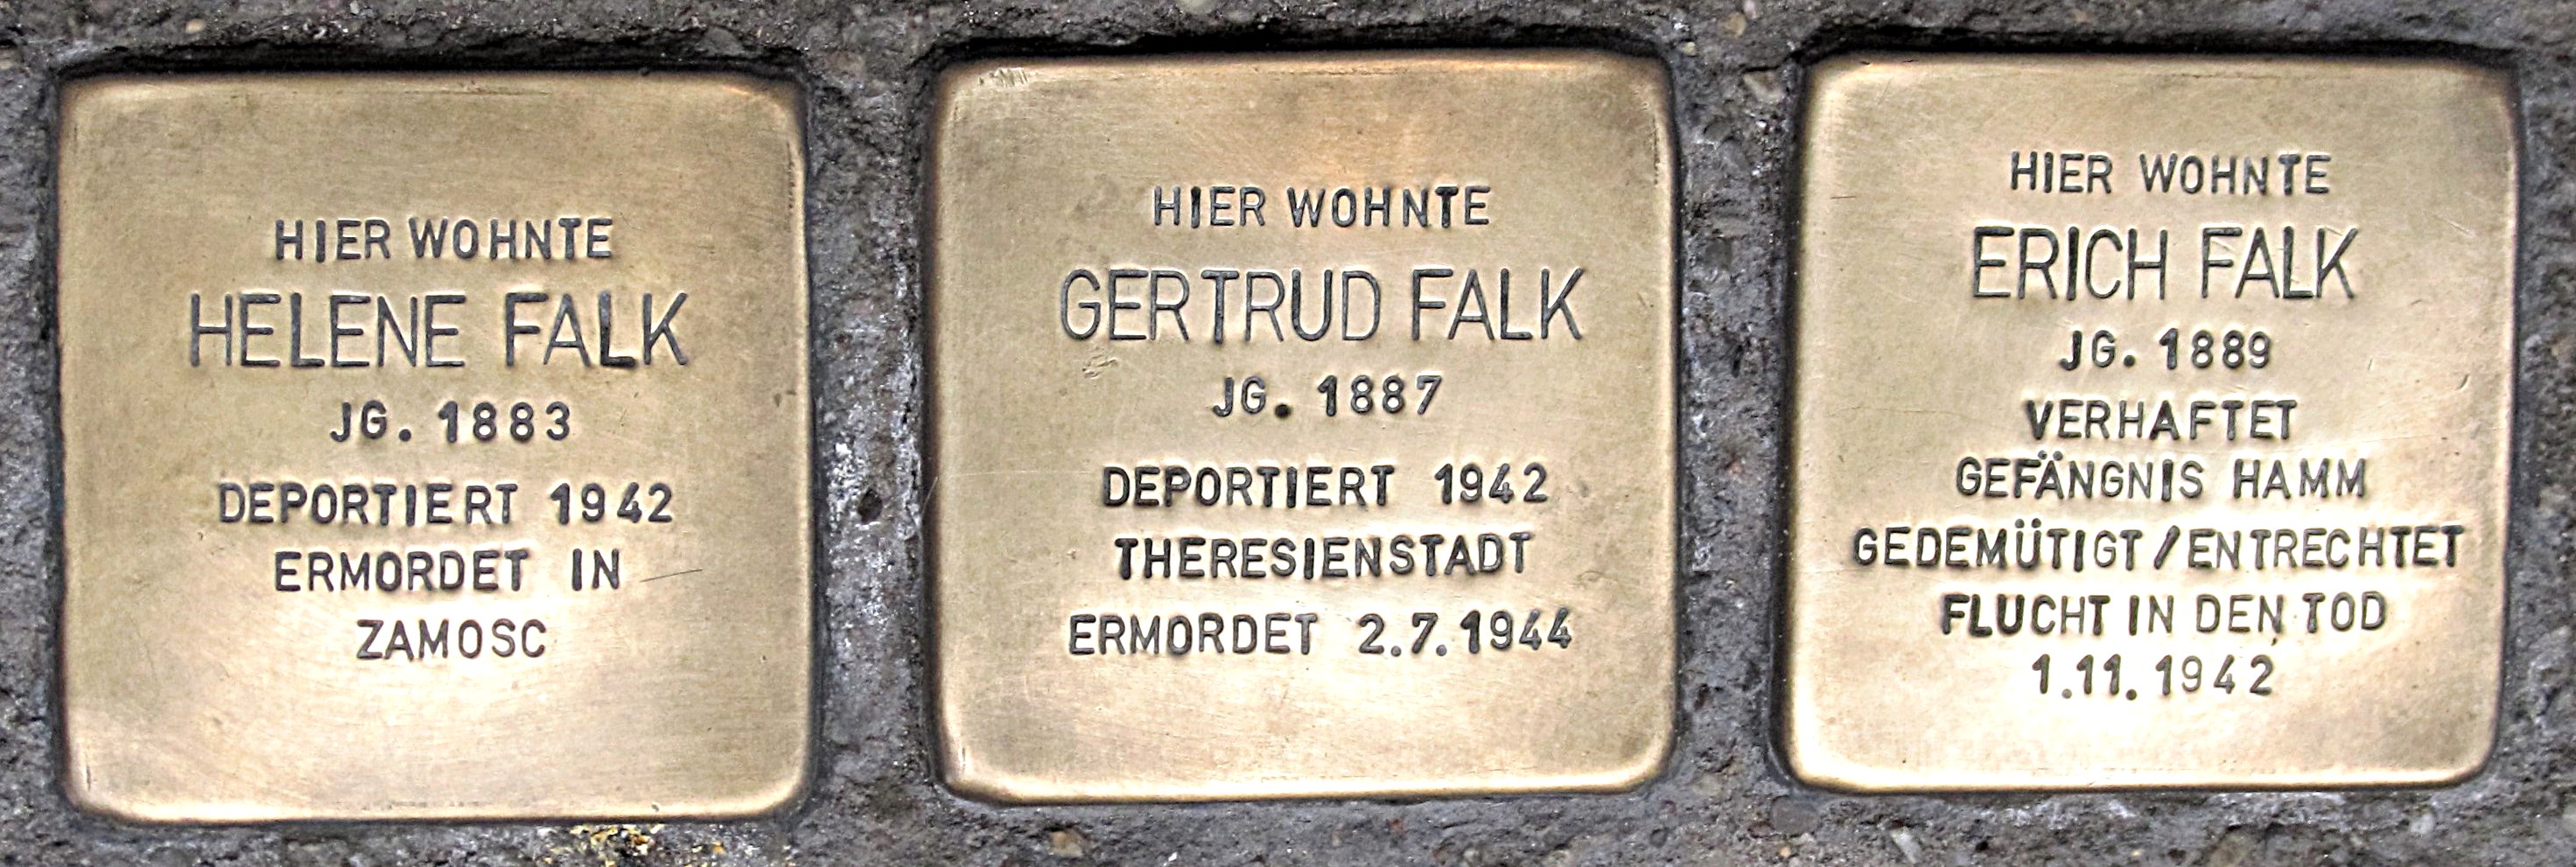 HIER WOHNTE
HELENE FALK
JG. 1883
DEPORTIERT 1942
ERMORDET IN
ZAMOSC
HIER WOHNTE
GERTRUD FALK
JG. 1887
DEPORTIERT 1942
THERESIENSTADT
ERMORDET 2.7.1944
HIER WOHNTE
ERICH FALK
JG. 1889
VERHAFTET
GEFÄNGNIS HAMM
GEDEMÜTIGT/ENTRECHTET
FLUCHT IN DEN TOD
1.11.1942